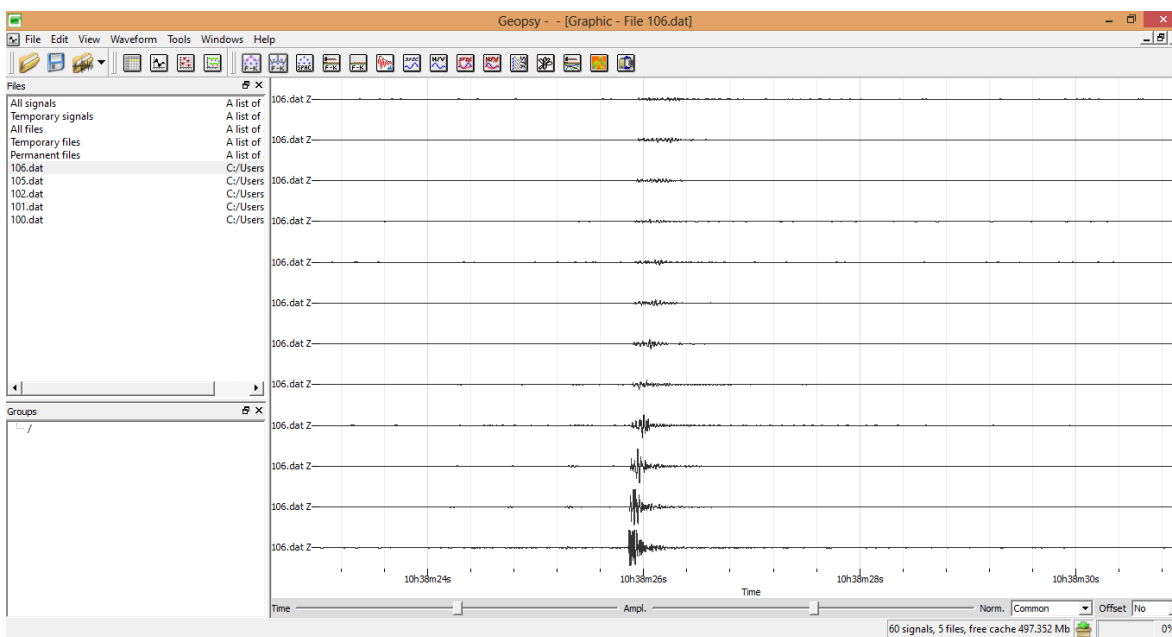 Geopsy - - [Graphic - File 106.dat]
File Edit View Waveform Tools Windows Help
Files
All signals A list of
Temporary signals A list of
All files A list of
Temporary files A list of
Permanent files A list of
106.dat C:/Users
105.dat C:/Users
102.dat C:/Users
101.dat C:/Users
100.dat C:/Users
Groups
/
106.dat Z
106.dat Z
106.dat Z
106.dat Z
106.dat Z
106.dat Z
106.dat Z
106.dat Z
106.dat Z
106.dat Z
106.dat Z
106.dat Z
10h38m24s 10h38m26s 10h38m28s 10h38m30s
Time
Time Ampl. Norm. Common Offset No
60 signals, 5 files, free cache 497.352 Mb 0%